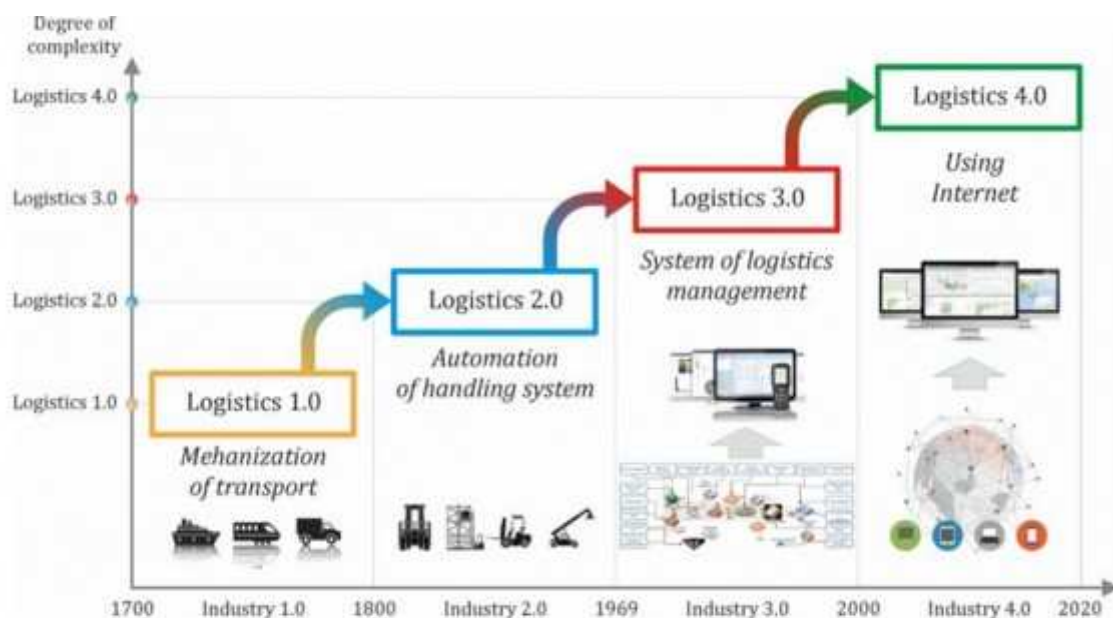 Degree of
complexity
Logistics 4.0
Logistics 3.0
Logistics 2.0
Logistics 1.0
Logistics 4.0
Using
Internet
Logistics 3.0
System of logistics
management
Logistics 2.0
Automation
of handling system
Logistics 1.0
Mehanization
of transport
1700 Industry 1.0 1800 Industry 2.0 1969 Industry 3.0 2000 Industry 4.0 2020